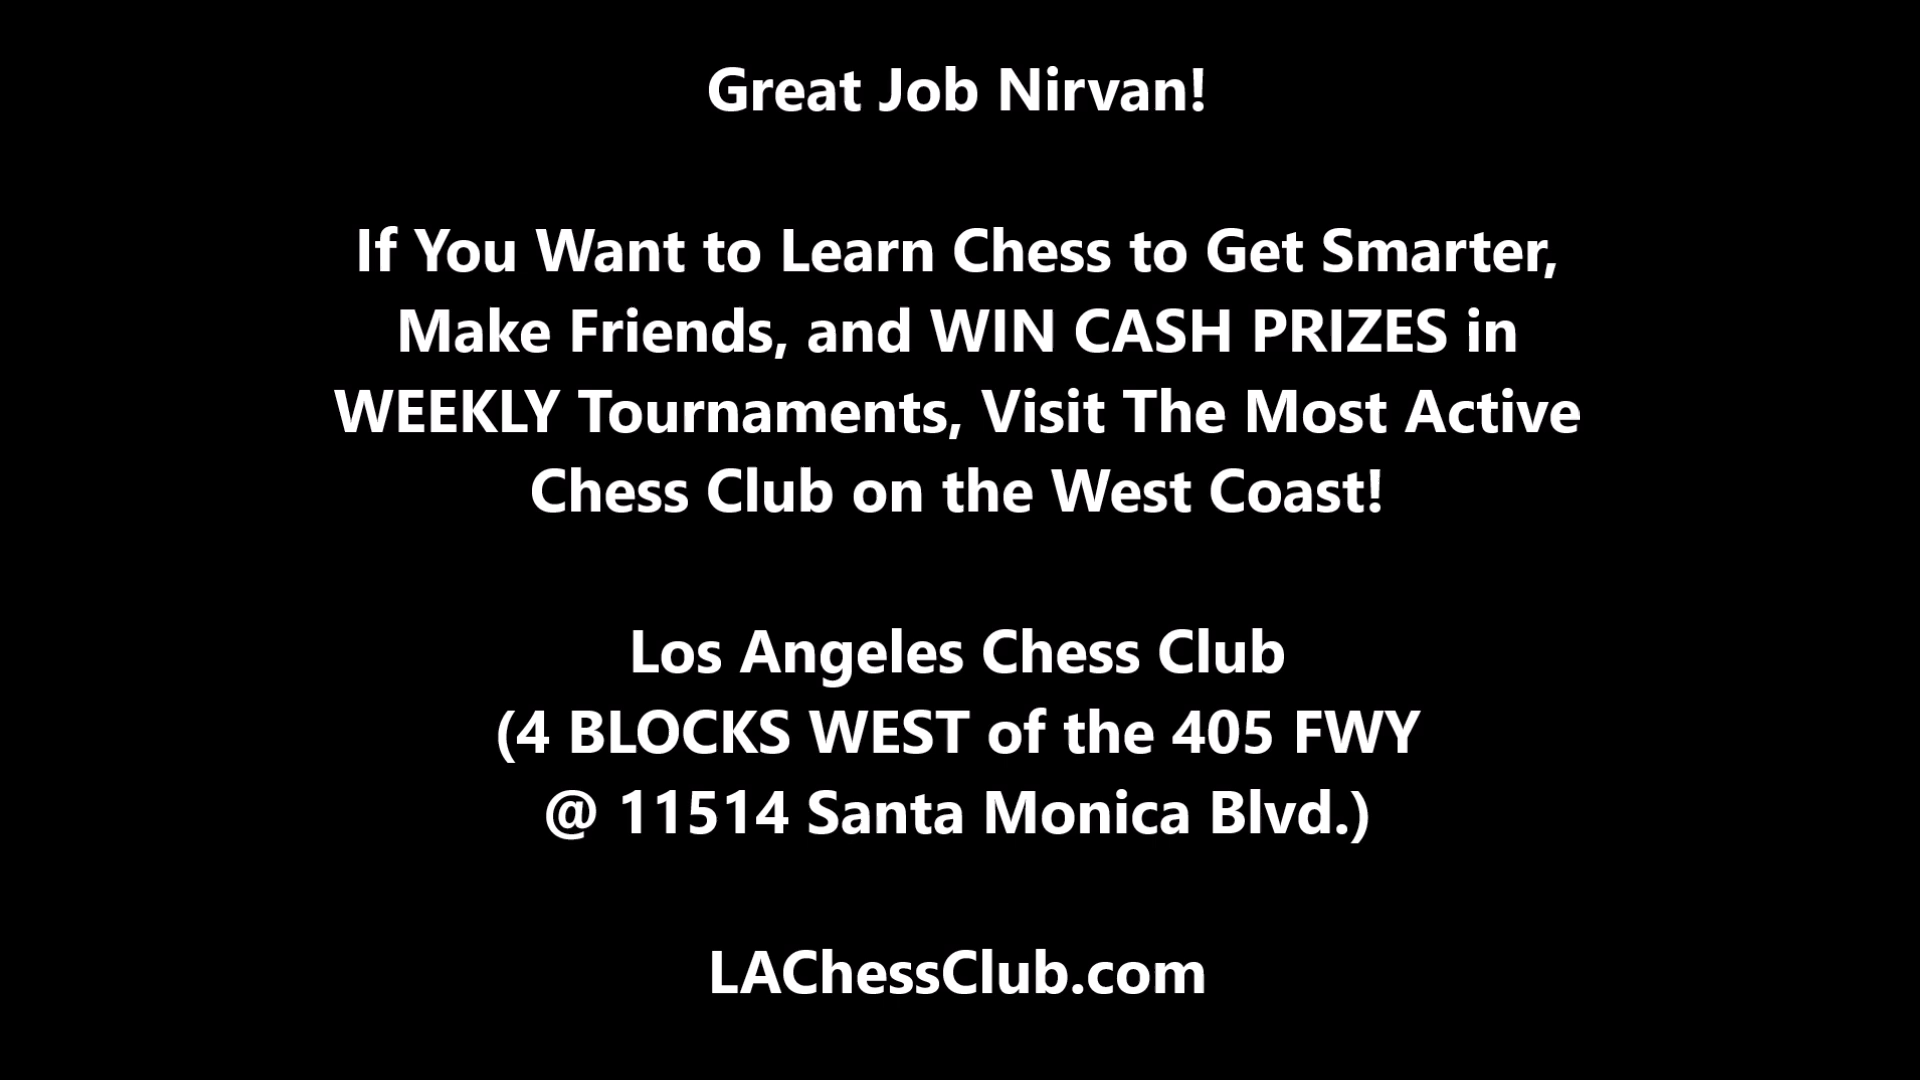 Great Job Nirvan!
If You Want to Learn Chess to Get Smarter,
Make Friends, and WIN CASH PRIZES in
WEEKLY Tournaments, Visit The Most Active
Chess Club on the West Coast!
Los Angeles Chess Club
(4 BLOCKS WEST of the 405 FWY
@ 11514 Santa Monica Blvd.)
LAChessClub.com